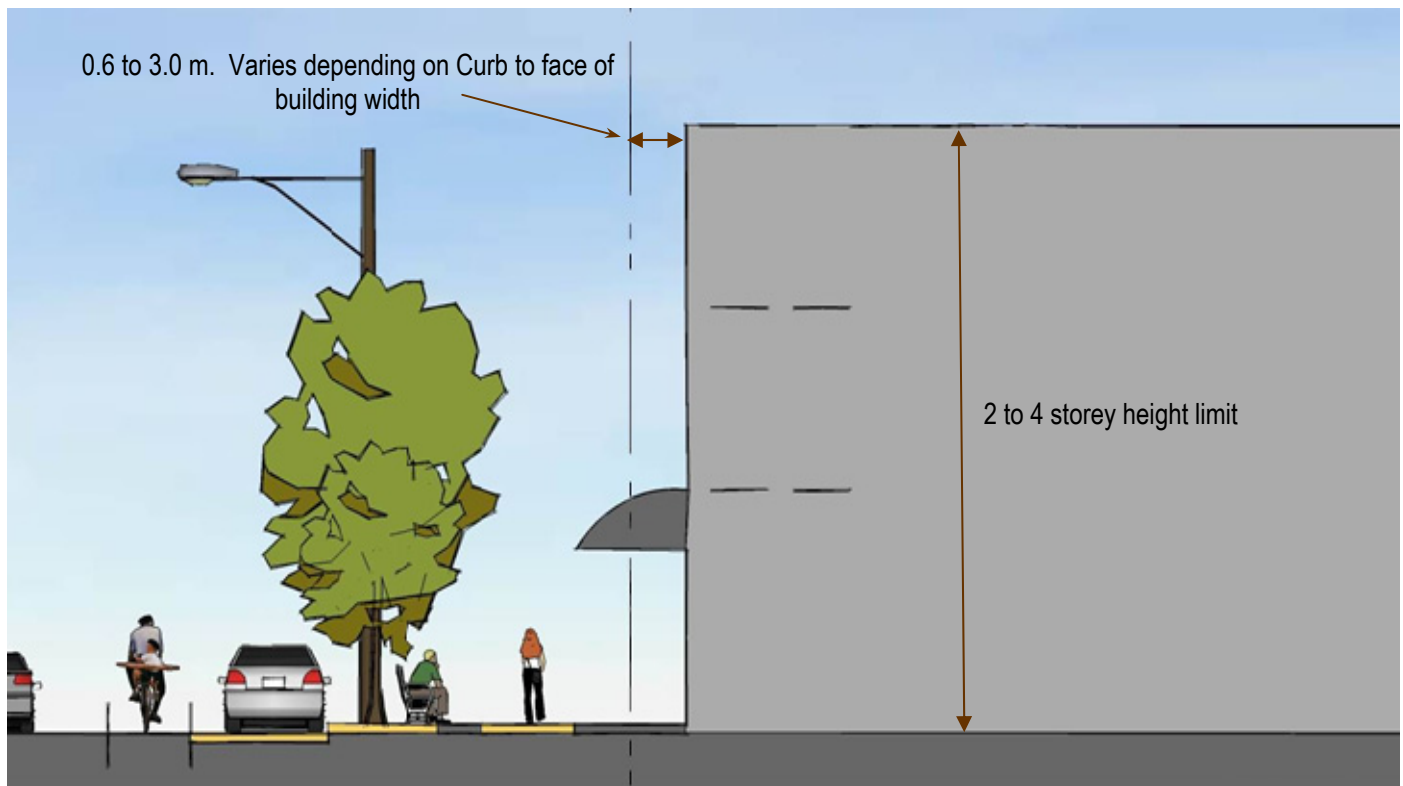 0.6 to 3.0 m.  Varies depending on Curb to face of
building width
2 to 4 storey height limit